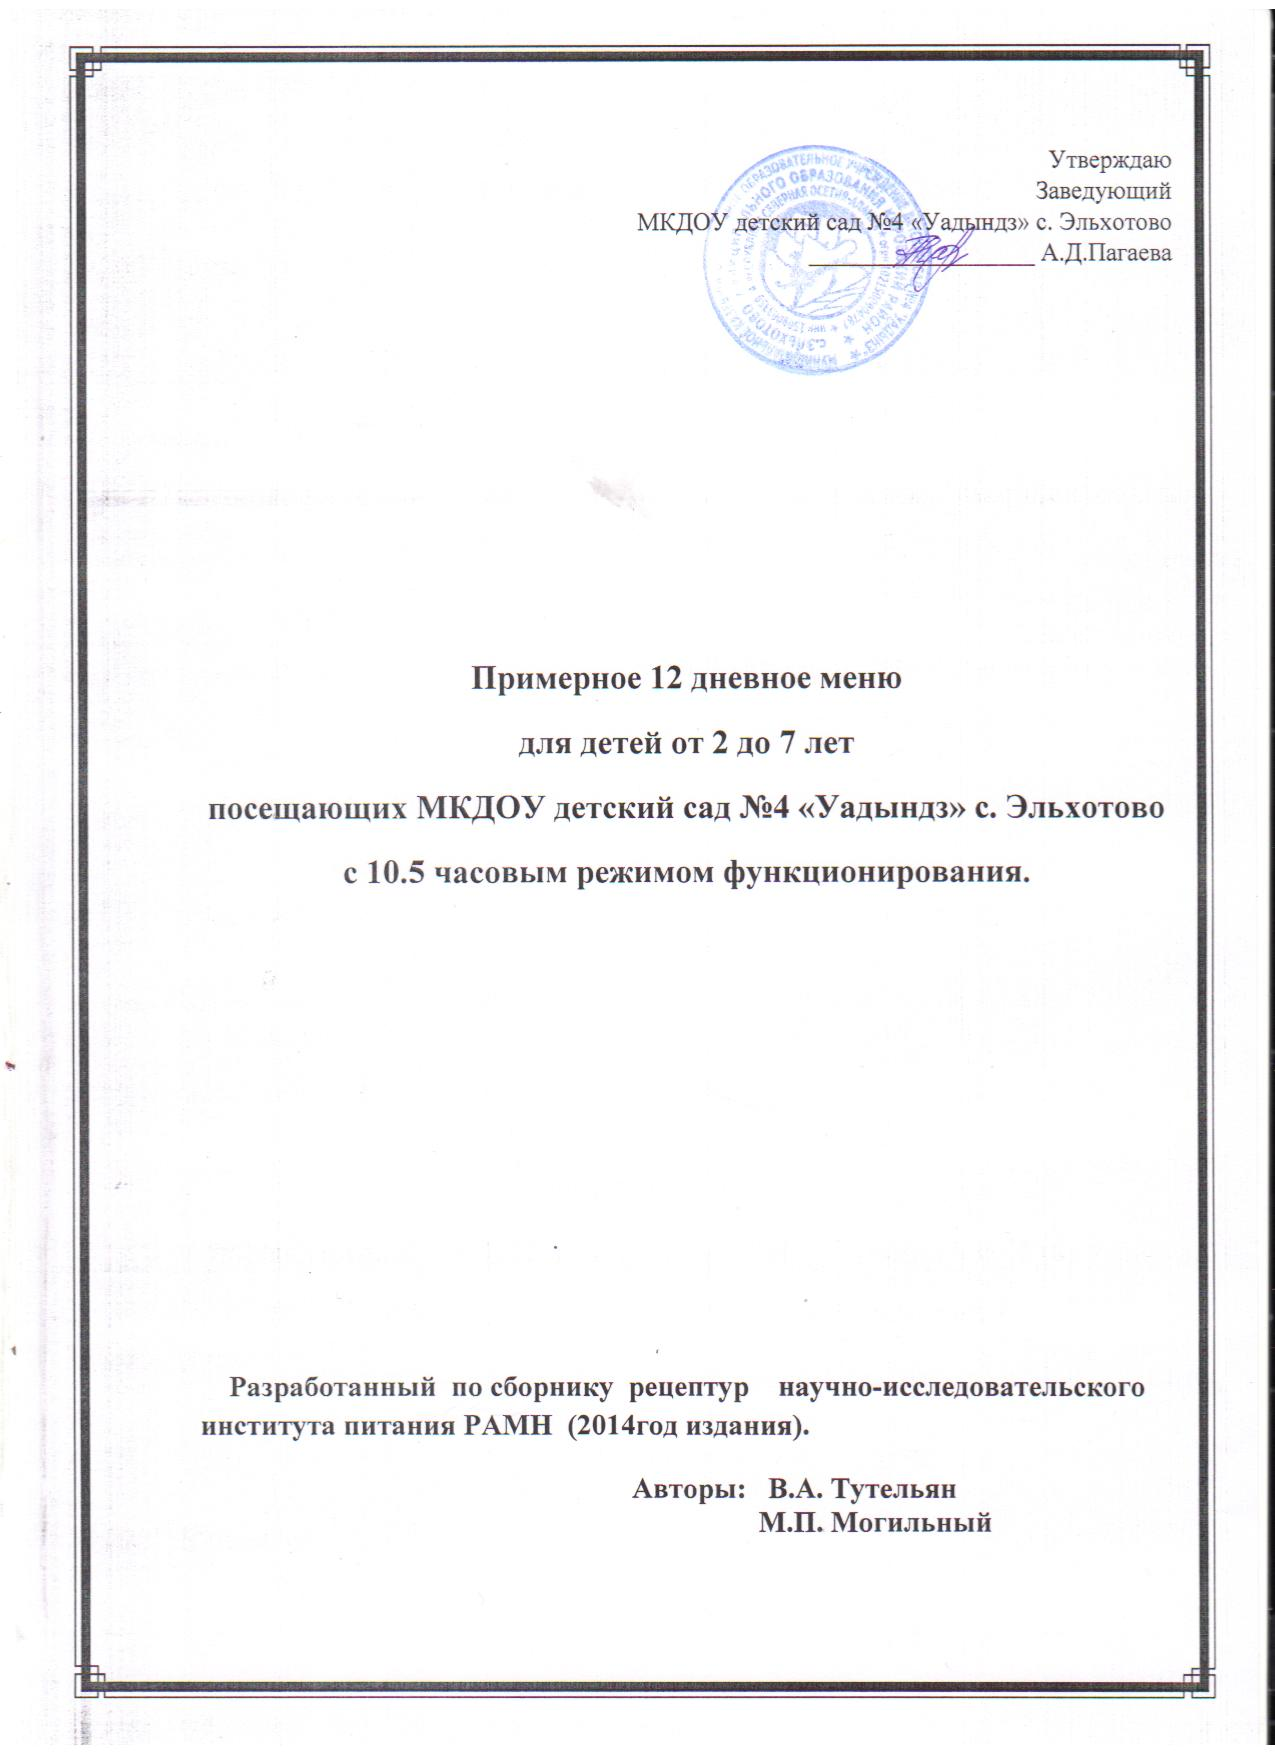 Утверждаю
Заведующий
МКДОУ детский сад №4 «Уадындз» с. Эльхотово
А.Д.Пагаева
Примерное 12 дневное меню
для детей от 2 до 7 лет
посещающих МКДОУ детский сад №4 «Уадындз» с. Эльхотово
с 10.5 часовым режимом функционирования.
Разработанный по сборнику рецептур научно-исследовательского
института питания РАМН (2014год издания).
Авторы: В.А. Тутельян
М.П. Могильный